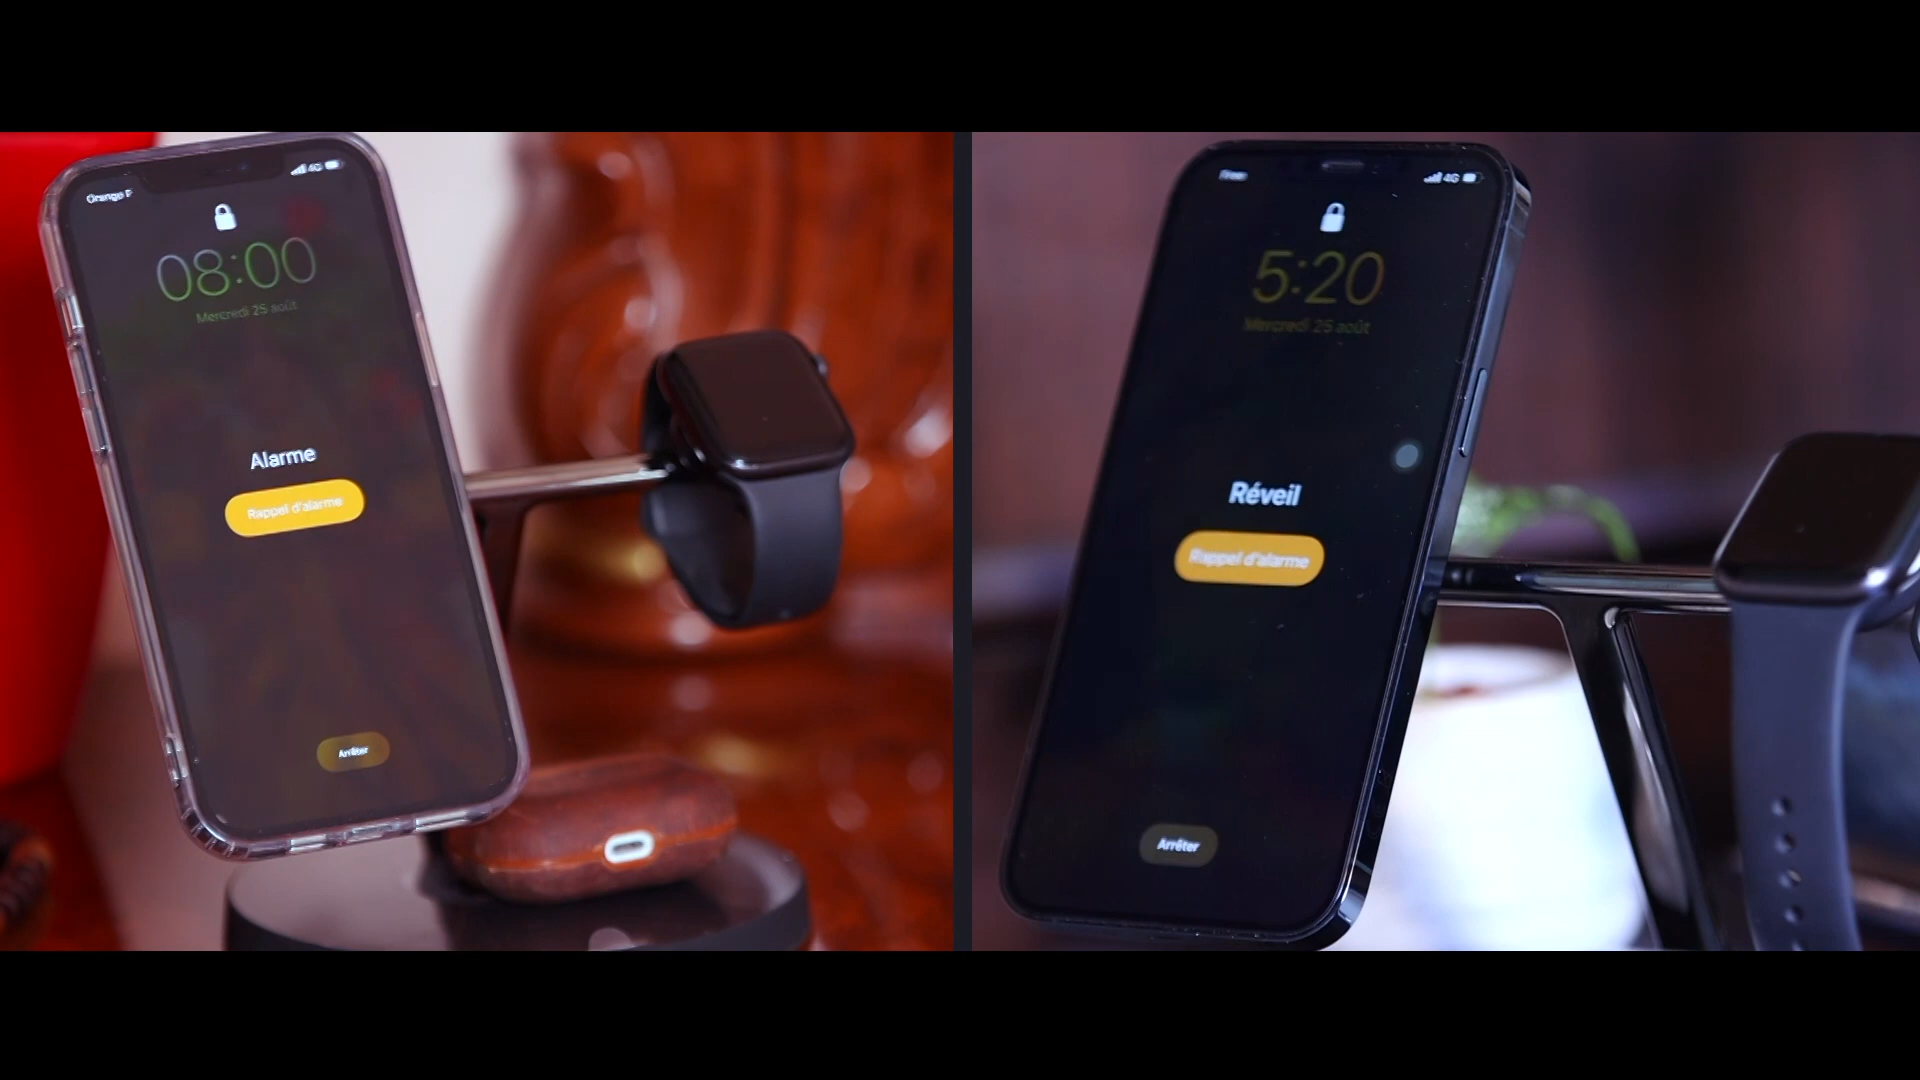 Orange F
4G
08:00
Mercredi 25 août
Alarme
Rappel d'alarme
Arrêter
Free
4G
5:20
Mercredi 25 août
Réveil
Rappel d'alarme
Arrêter